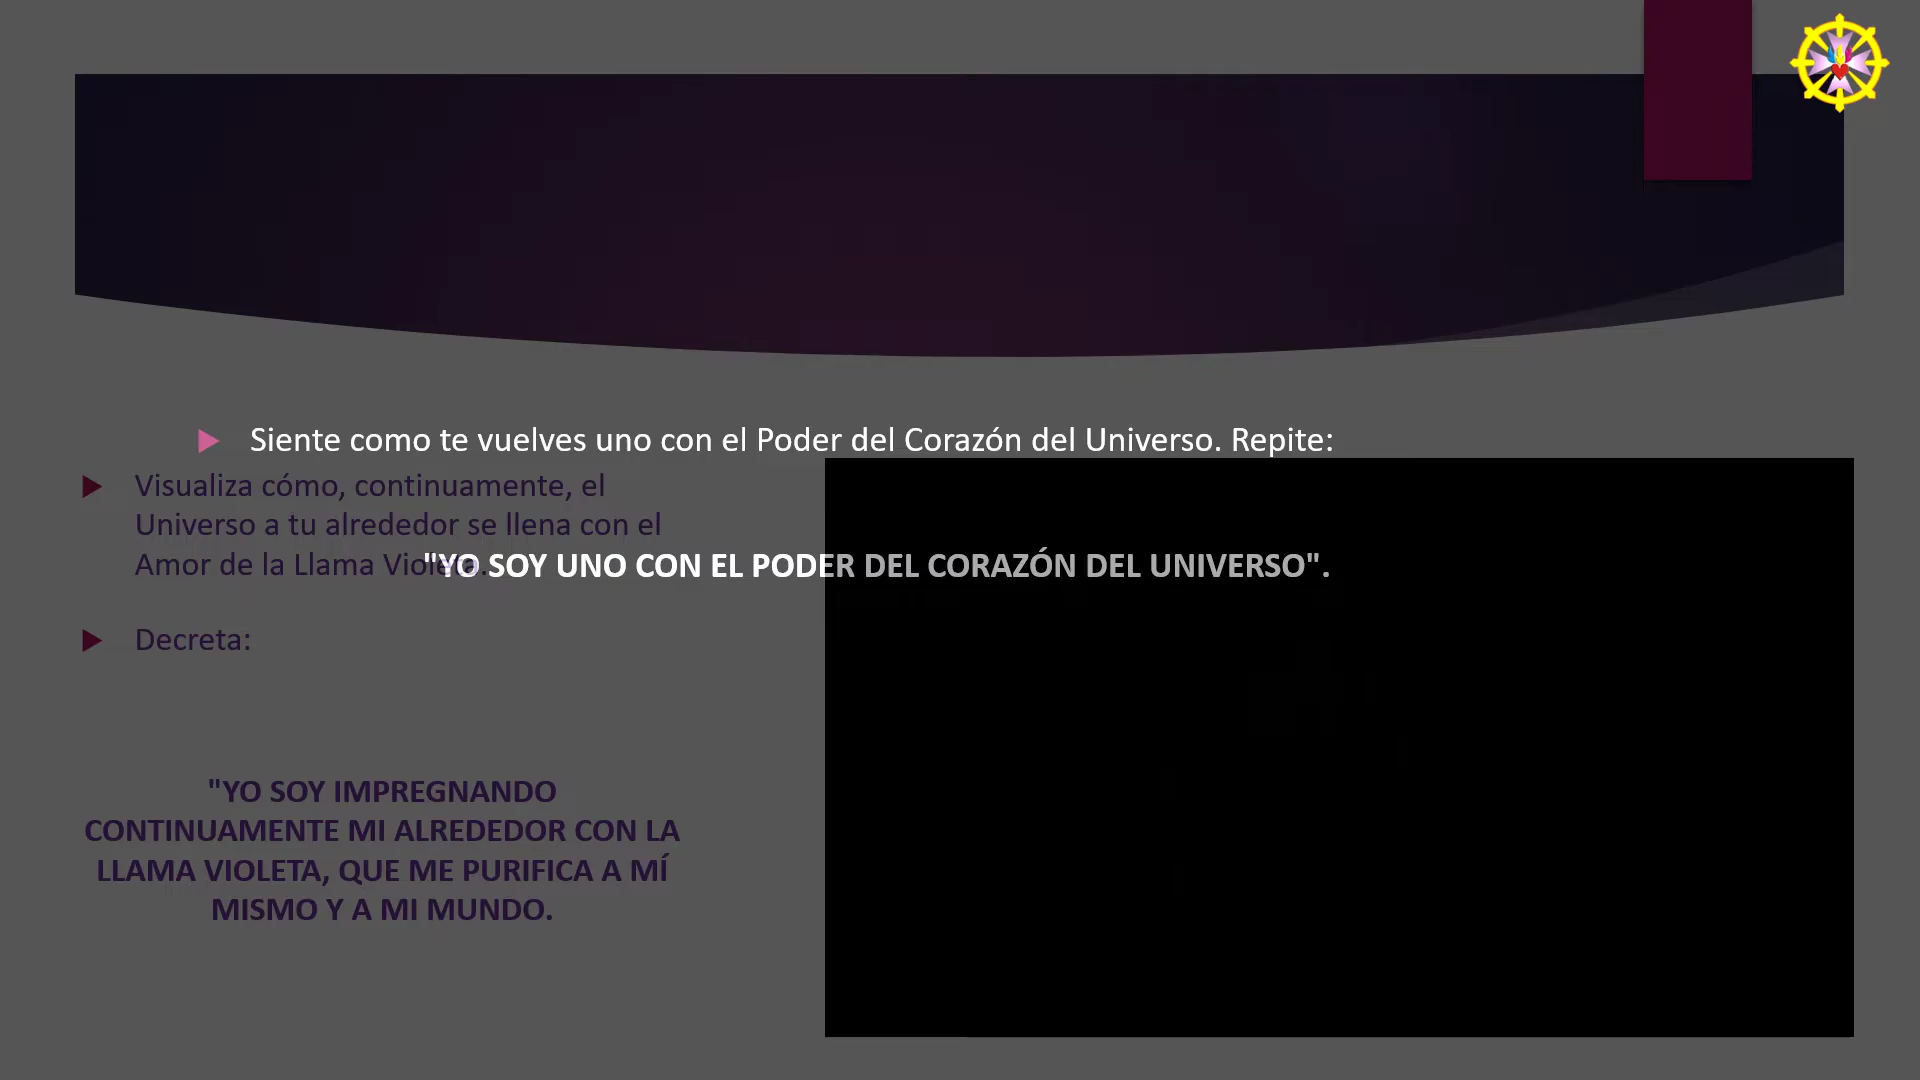 Siente como te vuelves uno con el Poder del Corazón del Universo. Repite:
"YO SOY UNO CON EL PODER DEL CORAZÓN DEL UNIVERSO".
Visualiza cómo, continuamente, el
Universo a tu alrededor se llena con el
Amor de la Llama Violeta.
Decreta:
"YO SOY IMPREGNANDO
CONTINUAMENTE MI ALREDEDOR CON LA
LLAMA VIOLETA, QUE ME PURIFICA A MÍ
MISMO Y A MI MUNDO.